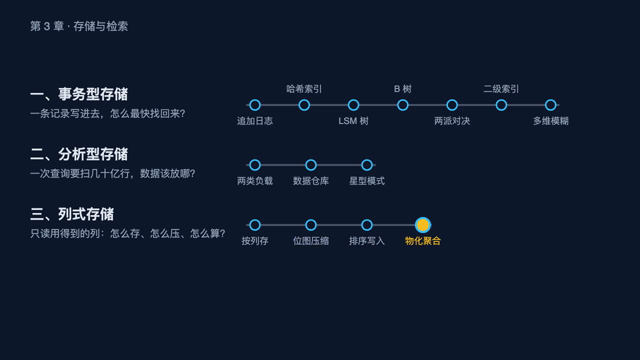 第 3 章 · 存储与检索
一、事务型存储
一条记录写进去，怎么最快找回来？
哈希索引
B 树
二级索引
追加日志
LSM 树
两派对决
多维模糊
二、分析型存储
一次查询要扫几十亿行，数据该放哪？
两类负载
数据仓库
星型模式
三、列式存储
只读用得到的列：怎么存、怎么压、怎么算？
按列存
位图压缩
排序写入
物化聚合